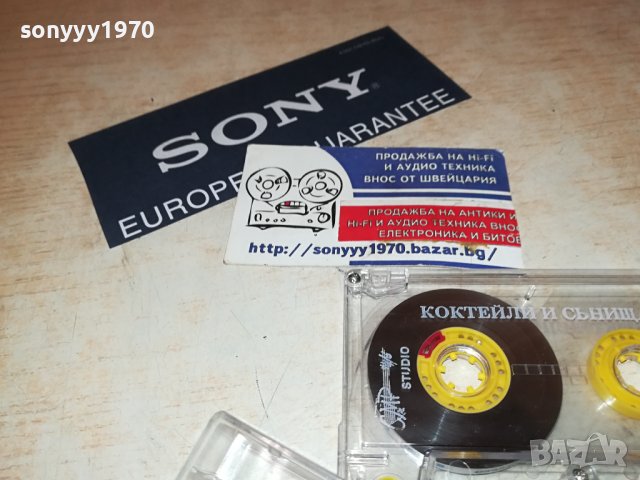 sonyyy1970
SONY
EUROPE GUARANTEE
ПРОДАЖБА НА Hi-Fi
И АУДИО ТЕХНИКА
ВНОС ОТ ШВЕЙЦАРИЯ
ПРОДАЖБА НА АНТИКИ И
Hi-Fi И АУДИО ТЕХНИКА ВНОС
ЕЛЕКТРОНИКА И БИТОВ
http://sonyyy1970.bazar.bg/
КОКТЕЙЛИ И СЪНИЩ
STUDIO
BAZAR